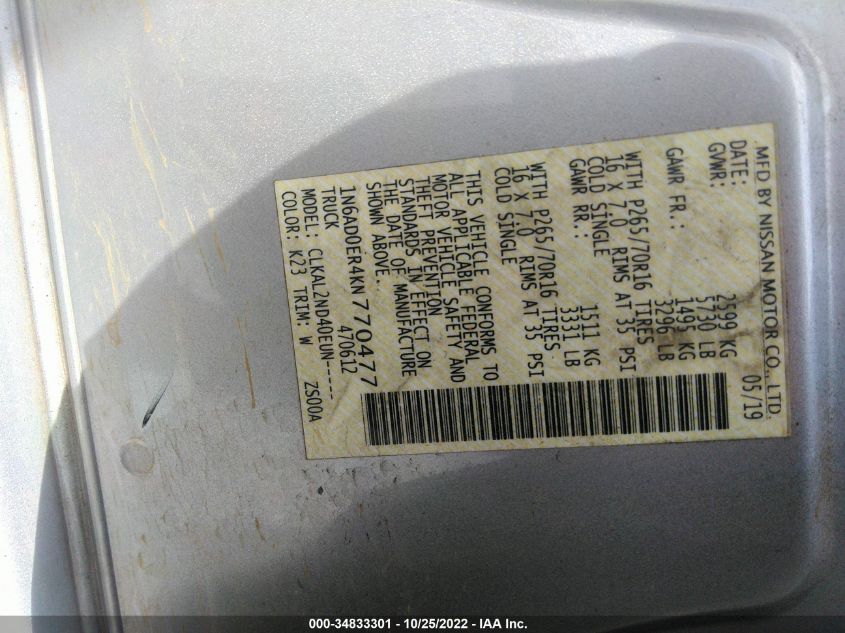 MFD BY NISSAN MOTOR CO., LTD.
DATE: 05/19
GVWR: 2599 KG
5730 LB
GAWR FR.: 1495 KG
3296 LB
WITH P265/70R16 TIRES
16 X 7.0 RIMS AT 35 PSI
COLD SINGLE
GAWR RR.: 1511 KG
3331 LB
WITH P265/70R16 TIRES
16 X 7.0 RIMS AT 35 PSI
COLD SINGLE
THIS VEHICLE CONFORMS TO
ALL APPLICABLE FEDERAL
MOTOR VEHICLE SAFETY AND
THEFT PREVENTION
STANDARDS IN EFFECT ON
THE DATE OF MANUFACTURE
SHOWN ABOVE.
1N6AD0ER4KN770477
TRUCK 470612
MODEL: CLKAL2ND40EUN-----
COLOR: K23 TRIM: W ZS00A
000-34833301 - 10/25/2022 - IAA Inc.